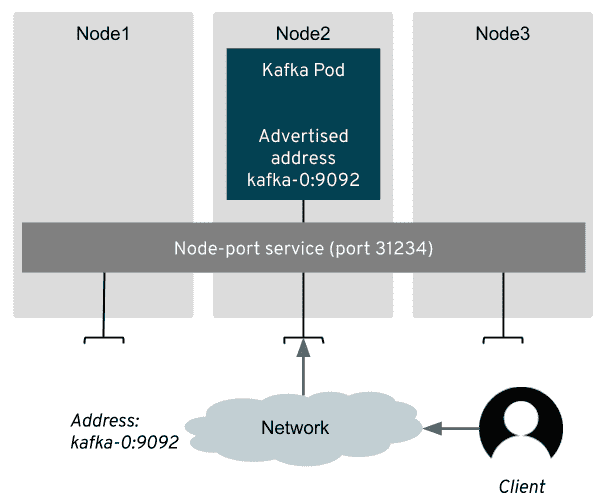 Node1
Node2
Node3
Kafka Pod
Advertised
address
kafka-0:9092
Node-port service (port 31234)
Address:
kafka-0:9092
Network
Client